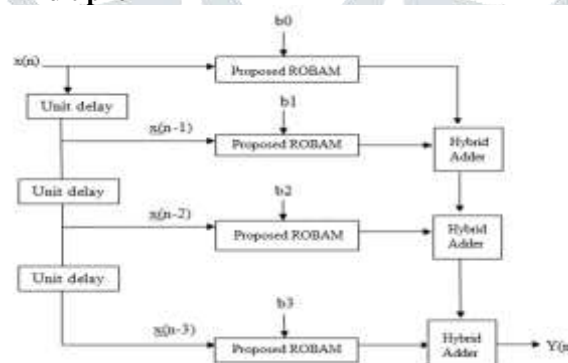 b0
x(n)
Proposed ROBAM
Unit delay
b1
x(n-1)
Proposed ROBAM
Hybrid
Adder
Unit delay
b2
x(n-2)
Proposed ROBAM
Hybrid
Adder
Unit delay
b3
x(n-3)
Proposed ROBAM
Hybrid
Adder
Y(n